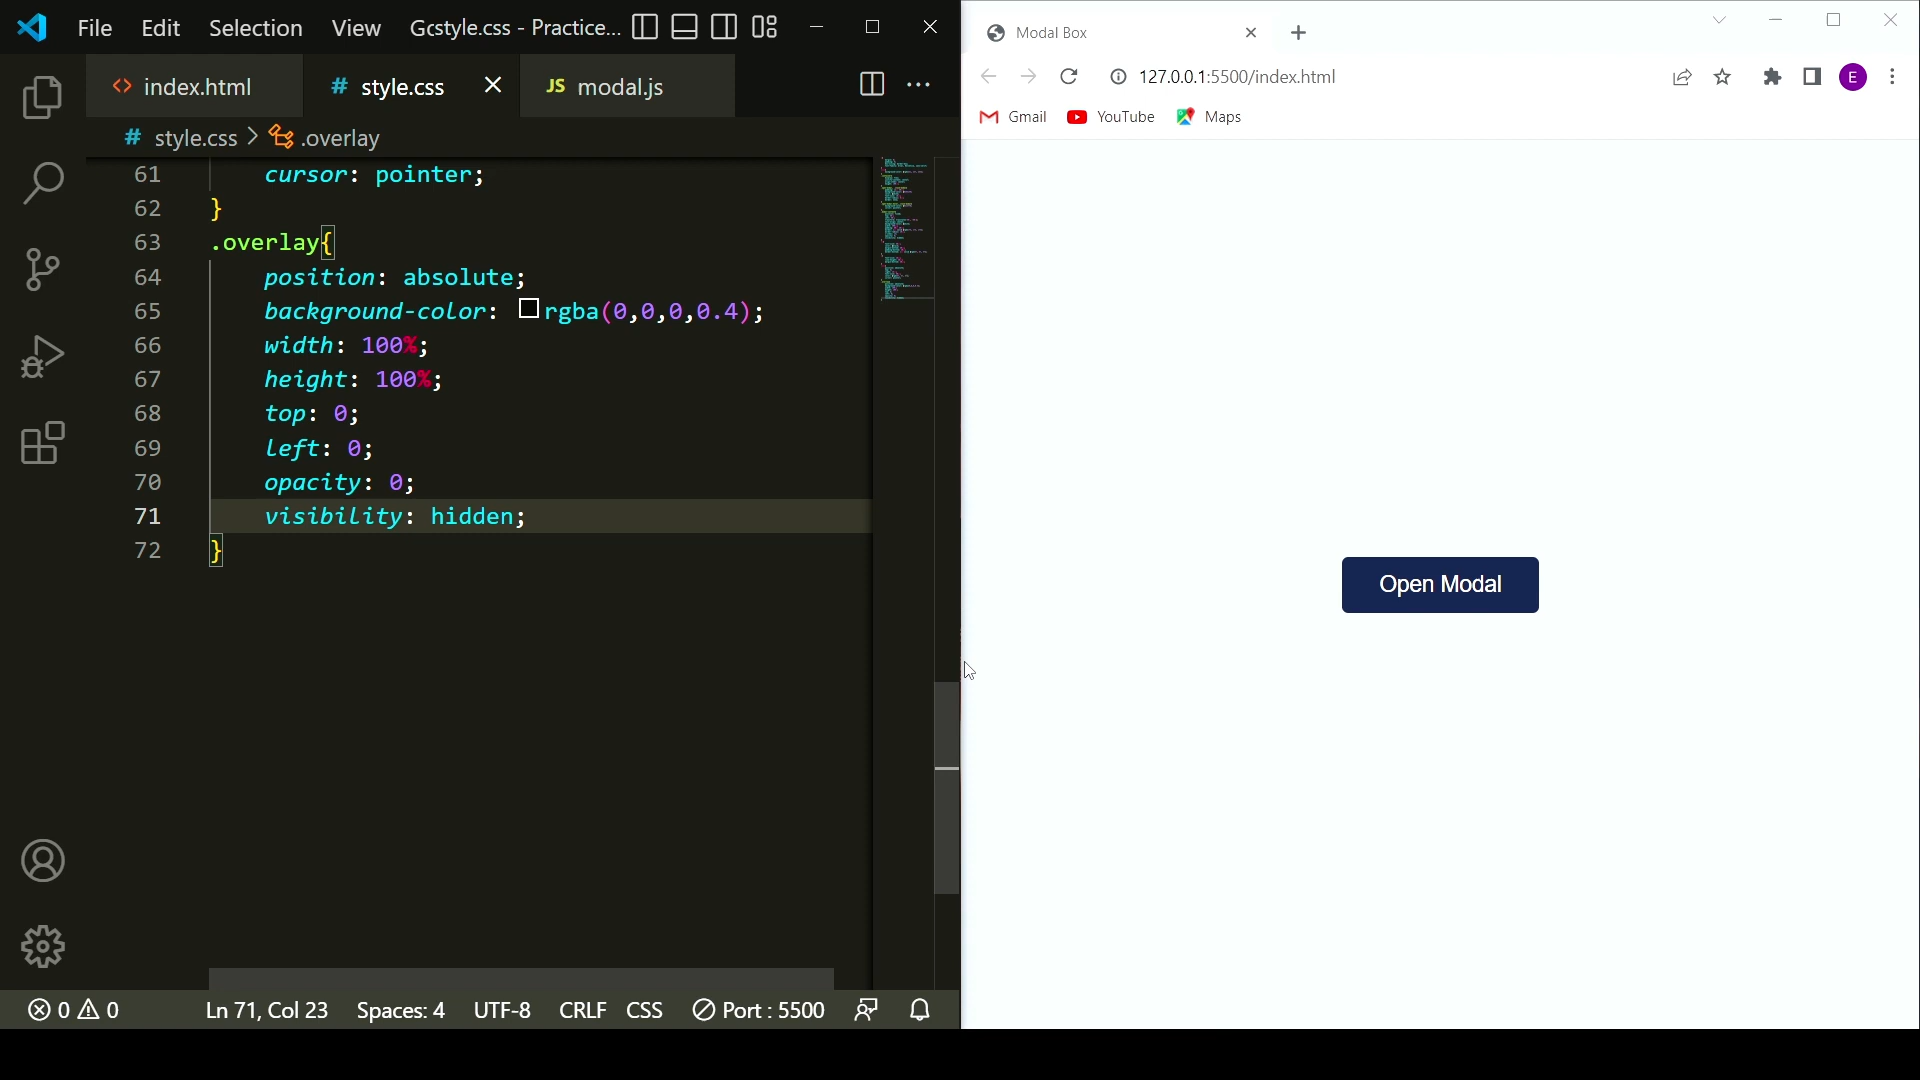 File Edit Selection View Gcstyle.css - Practice...
<> index.html # style.css JS modal.js
# style.css > .overlay
61 cursor: pointer;
62 }
63 .overlay{
64 position: absolute;
65 background-color: rgba(0,0,0,0.4);
66 width: 100%;
67 height: 100%;
68 top: 0;
69 left: 0;
70 opacity: 0;
71 visibility: hidden;
72 }
0 0 Ln 71, Col 23 Spaces: 4 UTF-8 CRLF CSS Port : 5500
Modal Box
127.0.0.1:5500/index.html
E
Gmail YouTube Maps
Open Modal